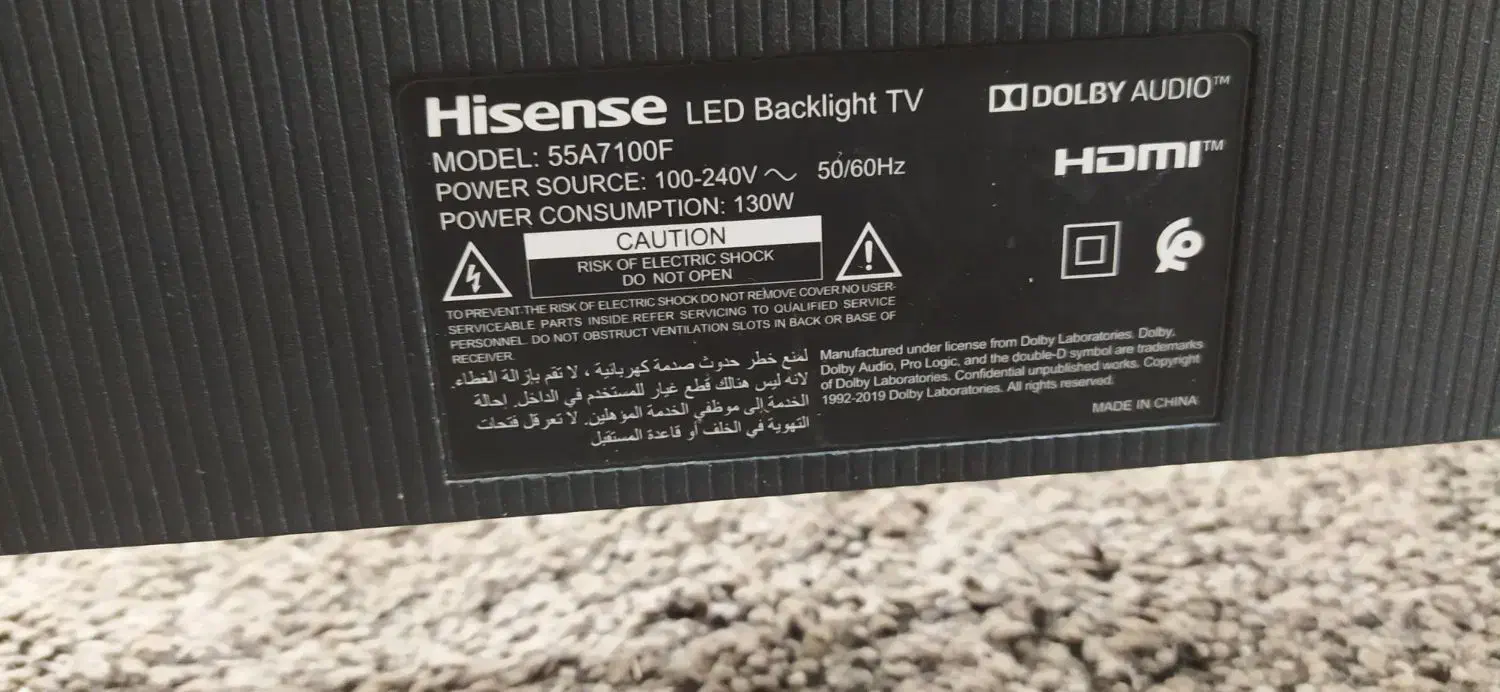 Hisense LED Backlight TV
MODEL: 55A7100F
POWER SOURCE: 100-240V ~ 50/60Hz
POWER CONSUMPTION: 130W
CAUTION
RISK OF ELECTRIC SHOCK
DO NOT OPEN
TO PREVENT THE RISK OF ELECTRIC SHOCK DO NOT REMOVE COVER.NO USER-
SERVICEABLE PARTS INSIDE.REFER SERVICING TO QUALIFIED SERVICE
PERSONNEL. DO NOT OBSTRUCT VENTILATION SLOTS IN BACK OR BASE OF
RECEIVER.
لمنع خطر حدوث صدمة كهربائية ، لا تقم بإزالة الغطاء.
لانه ليس هنالك قطع غيار للمستخدم في الداخل. إحالة
الخدمة إلى موظفي الخدمة المؤهلين. لا تعرقل فتحات
التهوية في الخلف أو قاعدة المستقبل
DOLBY AUDIO™
HDMI™
Manufactured under license from Dolby Laboratories. Dolby,
Dolby Audio, Pro Logic, and the double-D symbol are trademarks
of Dolby Laboratories. Confidential unpublished works. Copyright
1992-2019 Dolby Laboratories. All rights reserved.
MADE IN CHINA